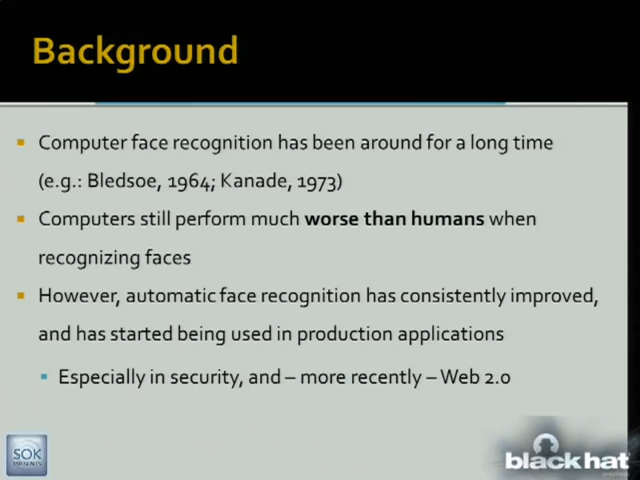 Background
Computer face recognition has been around for a long time
(e.g.: Bledsoe, 1964; Kanade, 1973)
Computers still perform much worse than humans when
recognizing faces
However, automatic face recognition has consistently improved,
and has started being used in production applications
Especially in security, and – more recently – Web 2.0
SOK
PRESENTS
black hat